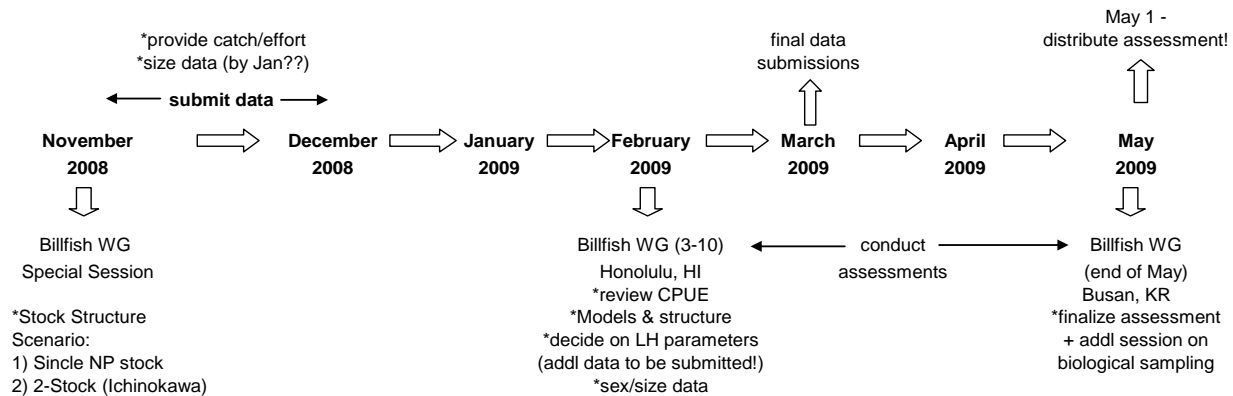 *provide catch/effort
*size data (by Jan??)
submit data
final data
submissions
May 1 -
distribute assessment!
November
2008
December
2008
January
2009
February
2009
March
2009
April
2009
May
2009
Billfish WG
Special Session
*Stock Structure
Scenario:
1) Sincle NP stock
2) 2-Stock (Ichinokawa)
Billfish WG (3-10)
Honolulu, HI
*review CPUE
*Models & structure
*decide on LH parameters
(addl data to be submitted!)
*sex/size data
conduct
assessments
Billfish WG
(end of May)
Busan, KR
*finalize assessment
+ addl session on
biological sampling